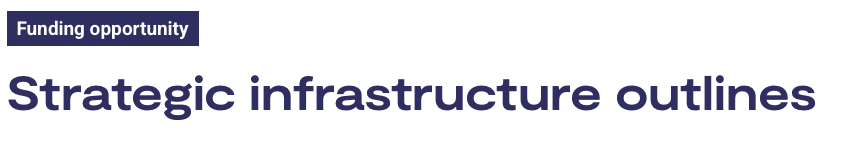 Funding opportunity
Strategic infrastructure outlines